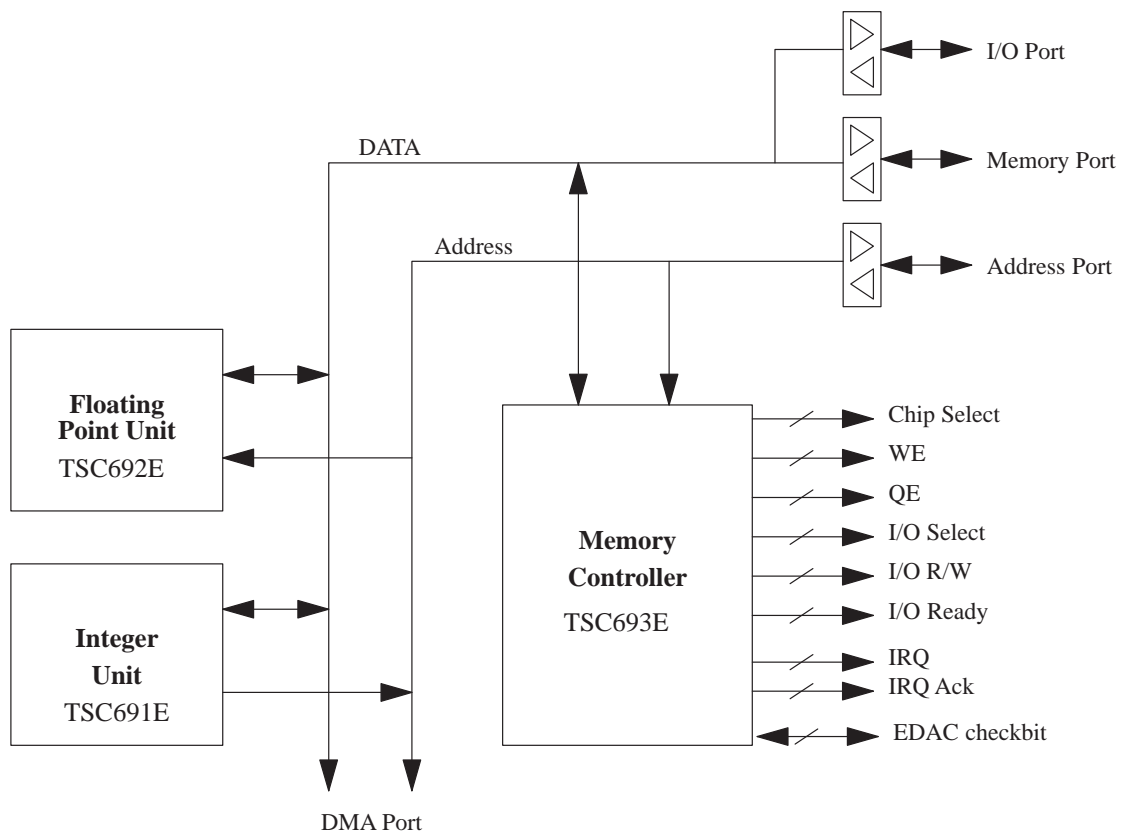 I/O Port
DATA
Memory Port
Address
Address Port
Floating
Point Unit
TSC692E
Integer
Unit
TSC691E
Memory
Controller
TSC693E
Chip Select
WE
QE
I/O Select
I/O R/W
I/O Ready
IRQ
IRQ Ack
EDAC checkbit
DMA Port